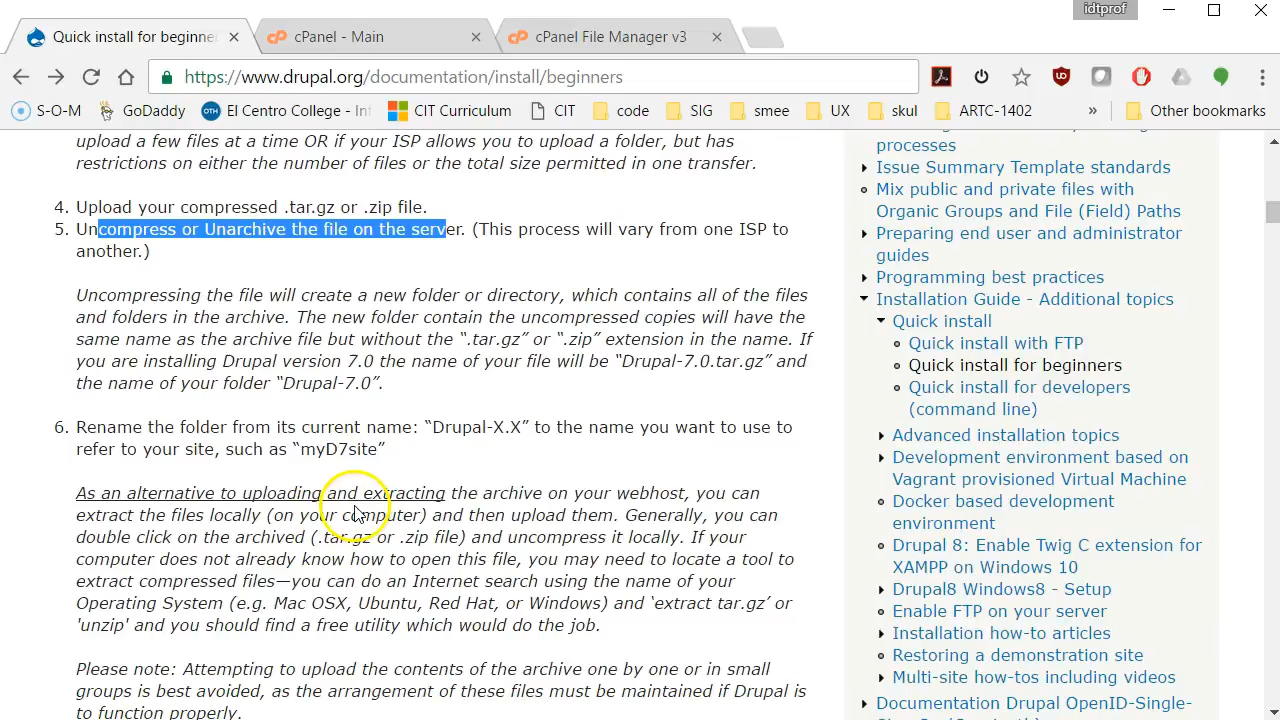 idtprof
Quick install for beginne
cPanel - Main
cPanel File Manager v3
https://www.drupal.org/documentation/install/beginners
S-O-M
GoDaddy
OTH
El Centro College - Int
CIT Curriculum
CIT
code
SIG
smee
UX
skul
ARTC-1402
»
Other bookmarks
upload a few files at a time OR if your ISP allows you to upload a folder, but has
restrictions on either the number of files or the total size permitted in one transfer.
4. Upload your compressed .tar.gz or .zip file.
5. Uncompress or Unarchive the file on the server. (This process will vary from one ISP to
another.)
Uncompressing the file will create a new folder or directory, which contains all of the files
and folders in the archive. The new folder contain the uncompressed copies will have the
same name as the archive file but without the “.tar.gz” or “.zip” extension in the name. If
you are installing Drupal version 7.0 the name of your file will be “Drupal-7.0.tar.gz” and
the name of your folder “Drupal-7.0”.
6. Rename the folder from its current name: “Drupal-X.X” to the name you want to use to
refer to your site, such as “myD7site”
As an alternative to uploading and extracting the archive on your webhost, you can
extract the files locally (on your computer) and then upload them. Generally, you can
double click on the archived (.tar.gz or .zip file) and uncompress it locally. If your
computer does not already know how to open this file, you may need to locate a tool to
extract compressed files—you can do an Internet search using the name of your
Operating System (e.g. Mac OSX, Ubuntu, Red Hat, or Windows) and ‘extract tar.gz’ or
'unzip' and you should find a free utility which would do the job.
Please note: Attempting to upload the contents of the archive one by one or in small
groups is best avoided, as the arrangement of these files must be maintained if Drupal is
to function properly.
processes
Issue Summary Template standards
Mix public and private files with
Organic Groups and File (Field) Paths
Preparing end user and administrator
guides
Programming best practices
Installation Guide - Additional topics
Quick install
Quick install with FTP
Quick install for beginners
Quick install for developers
(command line)
Advanced installation topics
Development environment based on
Vagrant provisioned Virtual Machine
Docker based development
environment
Drupal 8: Enable Twig C extension for
XAMPP on Windows 10
Drupal8 Windows8 - Setup
Enable FTP on your server
Installation how-to articles
Restoring a demonstration site
Multi-site how-tos including videos
Documentation Drupal OpenID-Single-